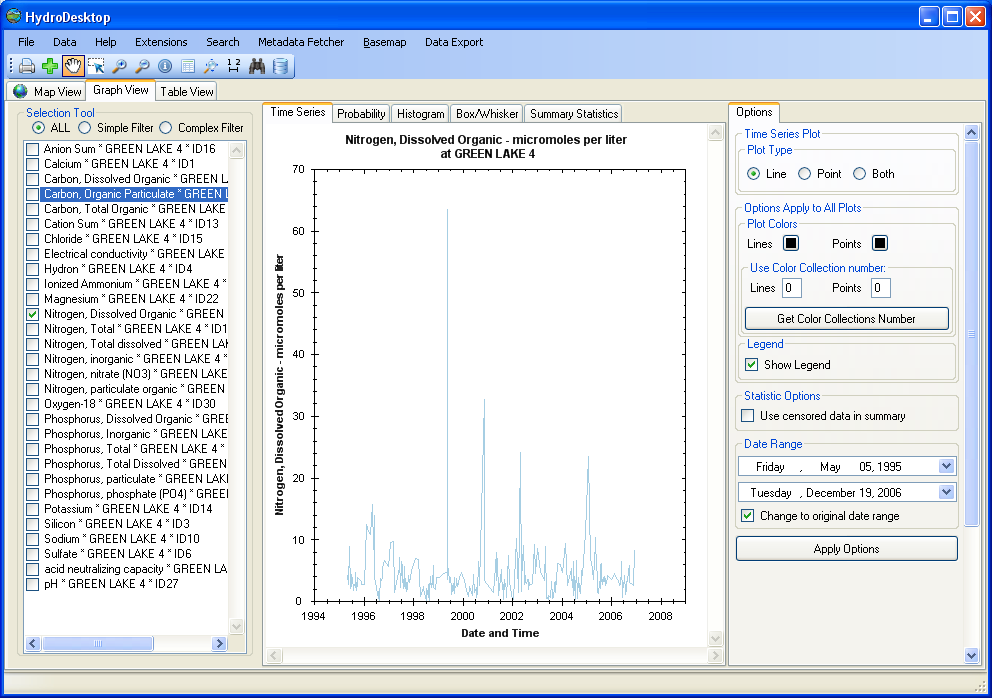 HydroDesktop
File Data Help Extensions Search Metadata Fetcher Basemap Data Export
1.2
Map View Graph View Table View
Selection Tool
ALL Simple Filter Complex Filter
Anion Sum * GREEN LAKE 4 * ID16
Calcium * GREEN LAKE 4 * ID1
Carbon, Dissolved Organic * GREEN L
Carbon, Organic Particulate * GREEN L
Carbon, Total Organic * GREEN LAKE
Cation Sum * GREEN LAKE 4 * ID13
Chloride * GREEN LAKE 4 * ID15
Electrical conductivity * GREEN LAKE
Hydron * GREEN LAKE 4 * ID4
Ionized Ammonium * GREEN LAKE 4 *
Magnesium * GREEN LAKE 4 * ID22
Nitrogen, Dissolved Organic * GREEN
Nitrogen, Total * GREEN LAKE 4 * ID1
Nitrogen, Total dissolved * GREEN LAK
Nitrogen, inorganic * GREEN LAKE 4 *
Nitrogen, nitrate (NO3) * GREEN LAKE
Nitrogen, particulate organic * GREEN
Oxygen-18 * GREEN LAKE 4 * ID30
Phosphorus, Dissolved Organic * GREE
Phosphorus, Inorganic * GREEN LAKE
Phosphorus, Total * GREEN LAKE 4 *
Phosphorus, Total Dissolved * GREEN
Phosphorus, particulate * GREEN LAKE
Phosphorus, phosphate (PO4) * GREEI
Potassium * GREEN LAKE 4 * ID14
Silicon * GREEN LAKE 4 * ID3
Sodium * GREEN LAKE 4 * ID10
Sulfate * GREEN LAKE 4 * ID6
acid neutralizing capacity * GREEN LA
pH * GREEN LAKE 4 * ID27
Time Series Probability Histogram Box/Whisker Summary Statistics
Nitrogen, Dissolved Organic - micromoles per liter
at GREEN LAKE 4
Nitrogen, Dissolved Organic - micromoles per liter
70
60
50
40
30
20
10
0
1994 1996 1998 2000 2002 2004 2006 2008
Date and Time
Options
Time Series Plot
Plot Type
Line Point Both
Options Apply to All Plots
Plot Colors
Lines Points
Use Color Collection number:
Lines 0 Points 0
Get Color Collections Number
Legend
Show Legend
Statistic Options
Use censored data in summary
Date Range
Friday , May 05, 1995
Tuesday , December 19, 2006
Change to original date range
Apply Options